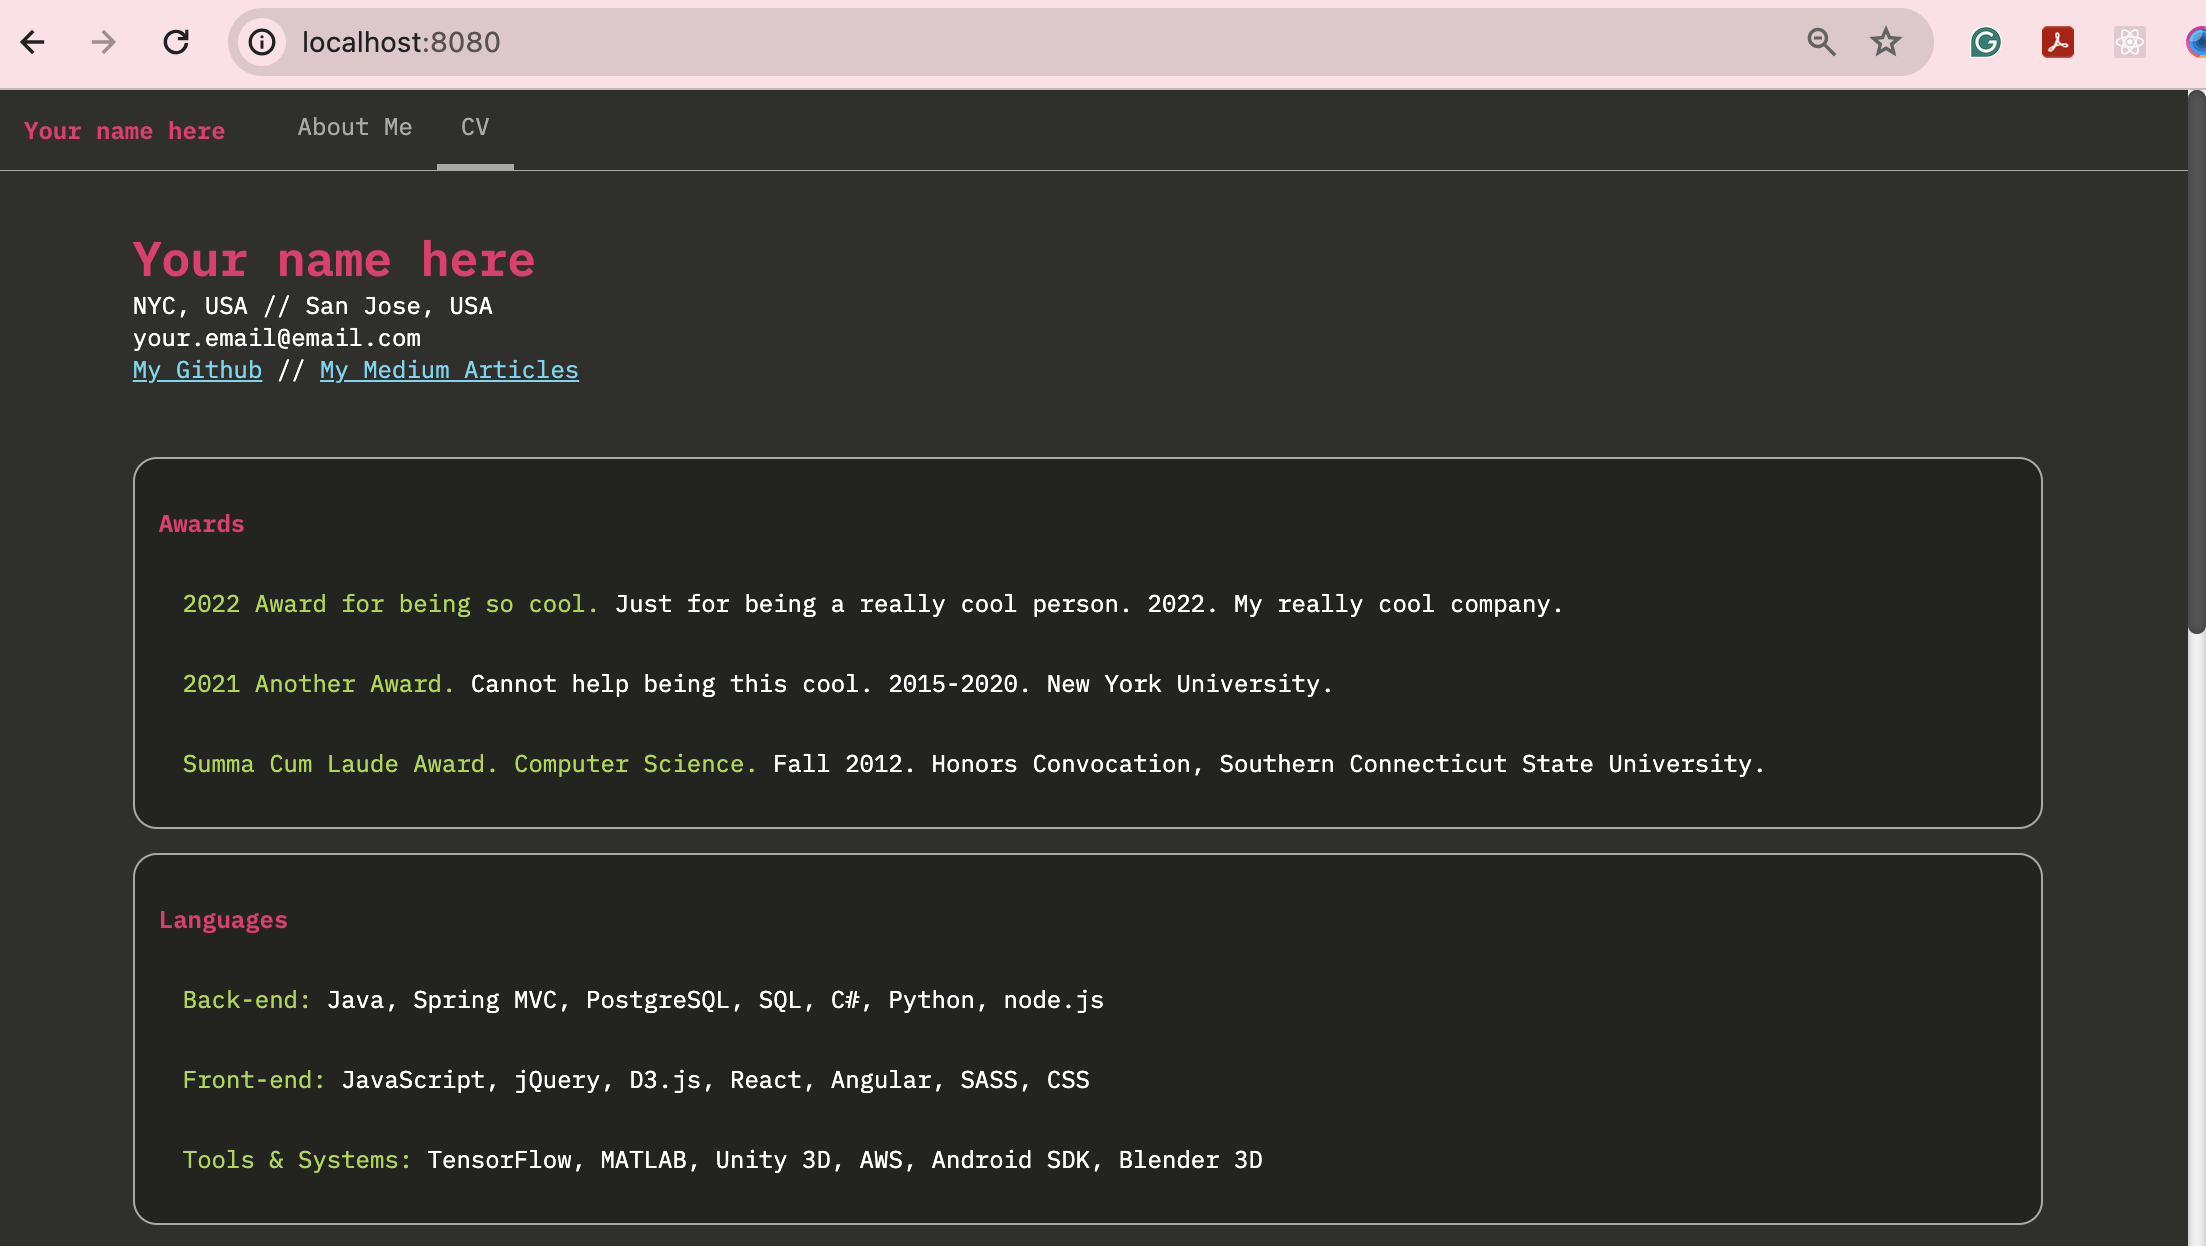 localhost:8080
Your name here About Me CV
Your name here
NYC, USA // San Jose, USA
your.email@email.com
My Github // My Medium Articles
Awards
2022 Award for being so cool. Just for being a really cool person. 2022. My really cool company.
2021 Another Award. Cannot help being this cool. 2015-2020. New York University.
Summa Cum Laude Award. Computer Science. Fall 2012. Honors Convocation, Southern Connecticut State University.
Languages
Back-end: Java, Spring MVC, PostgreSQL, SQL, C#, Python, node.js
Front-end: JavaScript, jQuery, D3.js, React, Angular, SASS, CSS
Tools & Systems: TensorFlow, MATLAB, Unity 3D, AWS, Android SDK, Blender 3D